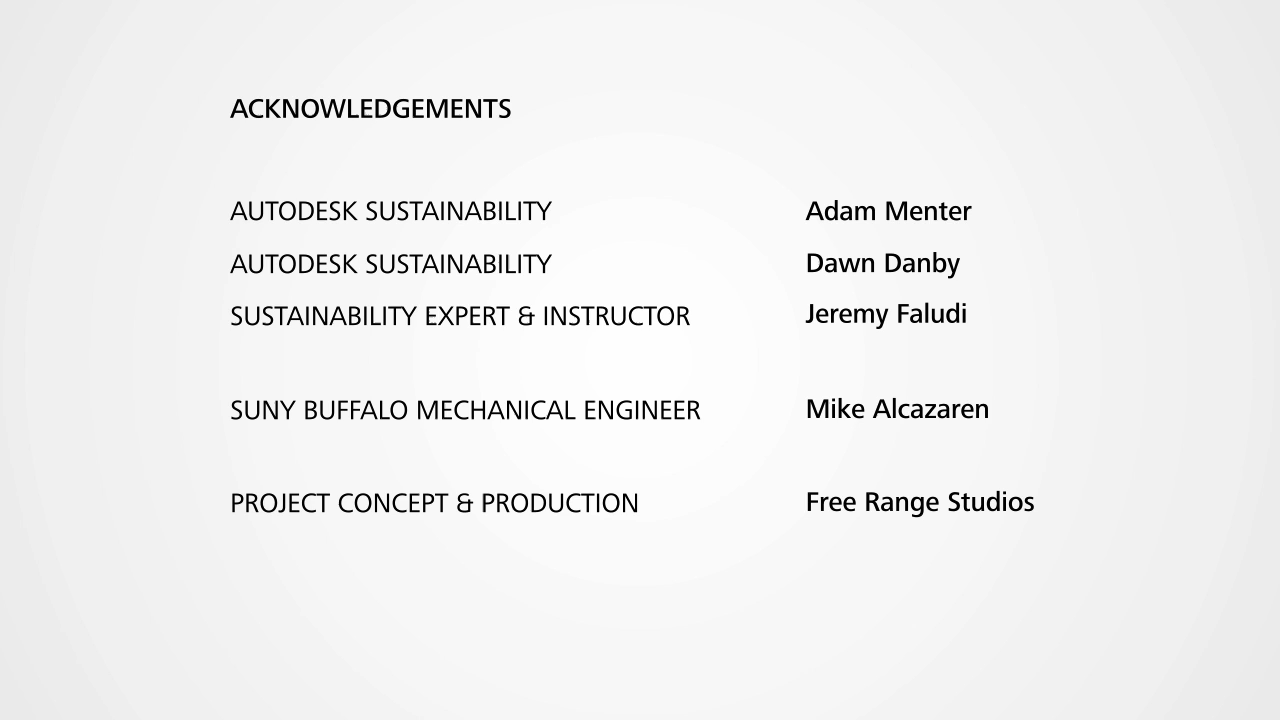 ACKNOWLEDGEMENTS
AUTODESK SUSTAINABILITY Adam Menter
AUTODESK SUSTAINABILITY Dawn Danby
SUSTAINABILITY EXPERT & INSTRUCTOR Jeremy Faludi
SUNY BUFFALO MECHANICAL ENGINEER Mike Alcazaren
PROJECT CONCEPT & PRODUCTION Free Range Studios